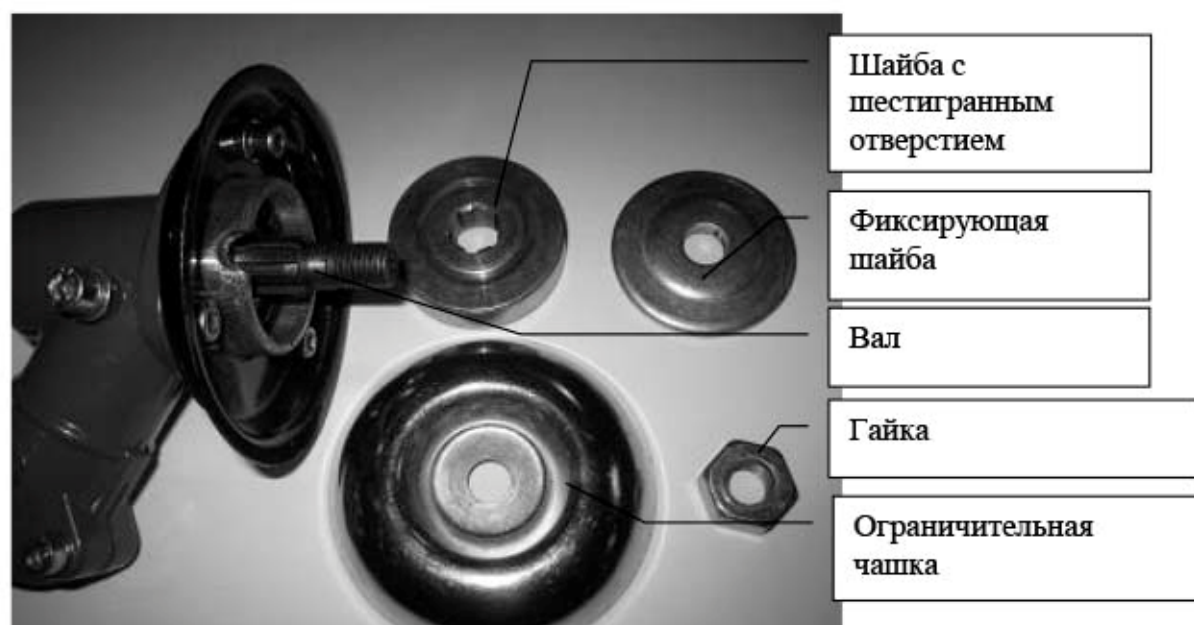 Шайба с
шестигранным
отверстием
Фиксирующая
шайба
Вал
Гайка
Ограничительная
чашка